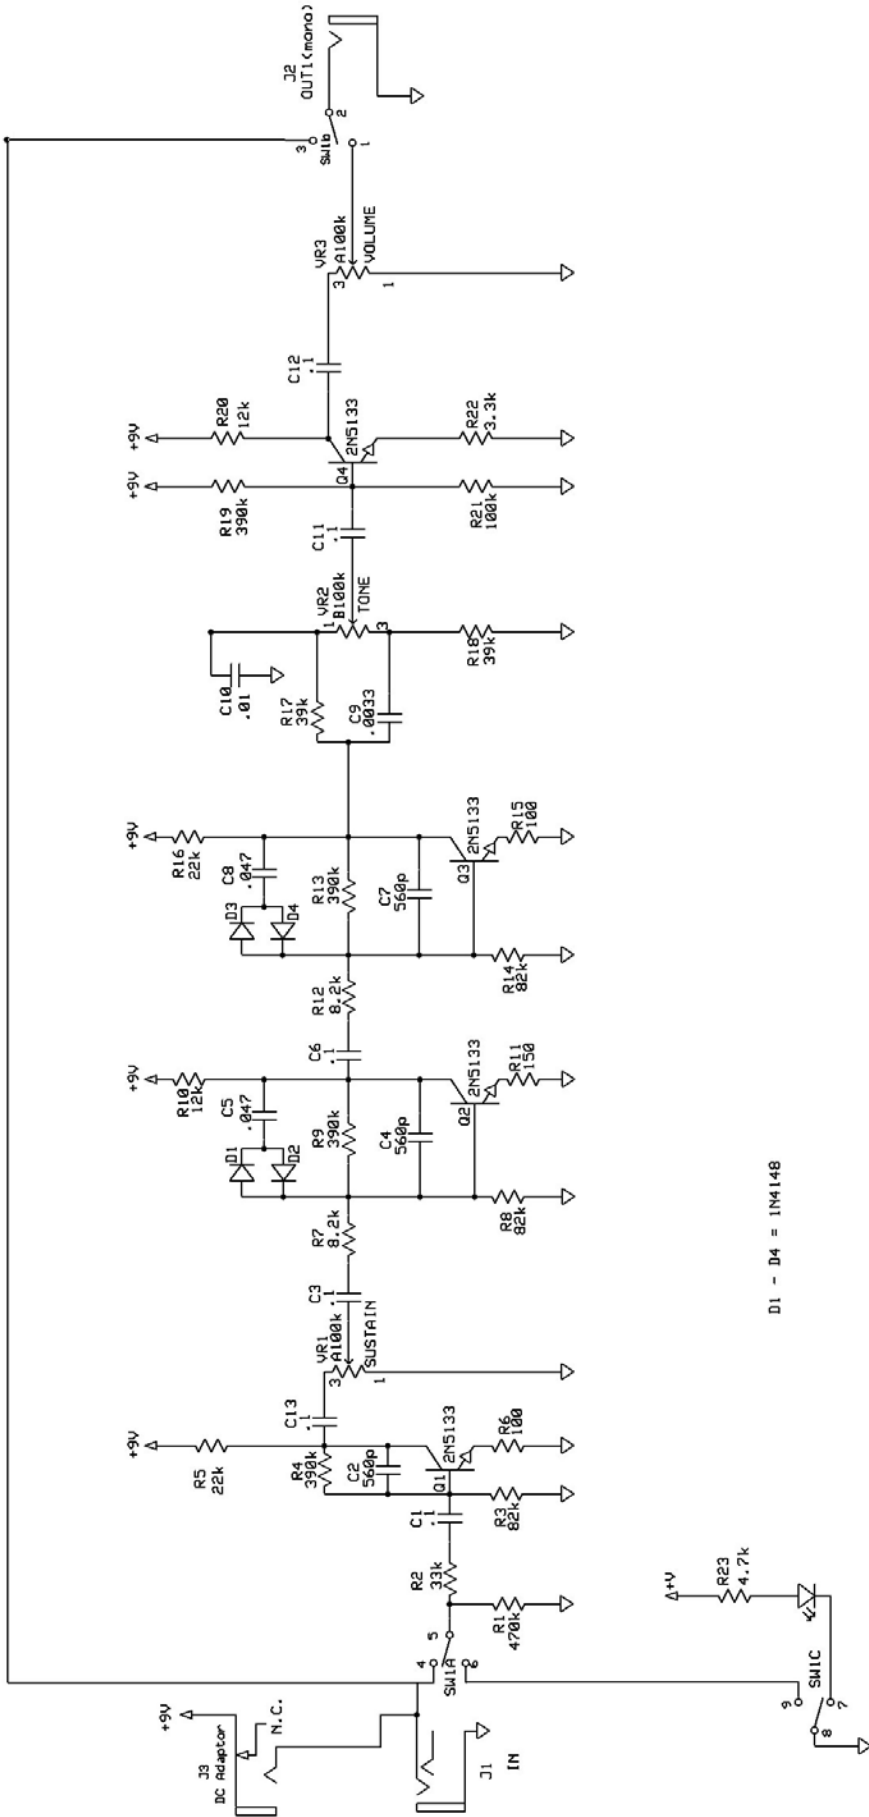 +9V
J3
DC Adaptor
N.C.
J1
IN
4
5
6
SW1A
R1
470k
R2
33k
C1
.1
R3
82k
R4
390k
C2
560p
R5
22k
+9V
Q1
2N5133
R6
100
C13
.1
VR1
A100k
3
1
SUSTAIN
C3
.1
R7
8.2k
R8
82k
D1
D2
C5
.047
R9
390k
C4
560p
R10
12k
+9V
Q2
2N5133
R11
150
C6
.1
R12
8.2k
R14
82k
D3
D4
C8
.047
R13
390k
C7
560p
R16
22k
+9V
Q3
2N5133
R15
100
R17
39k
C9
.0033
C10
.01
VR2
B100k
1
3
TONE
R18
39k
C11
.1
R19
390k
+9V
R21
100k
Q4
2N5133
R20
12k
+9V
R22
3.3k
C12
.1
VR3
A100k
3
1
VOLUME
3
SW1b
2
1
J2
OUT1(mono)
9
8
7
SW1C
+V
R23
4.7k
D1 - D4 = 1N4148